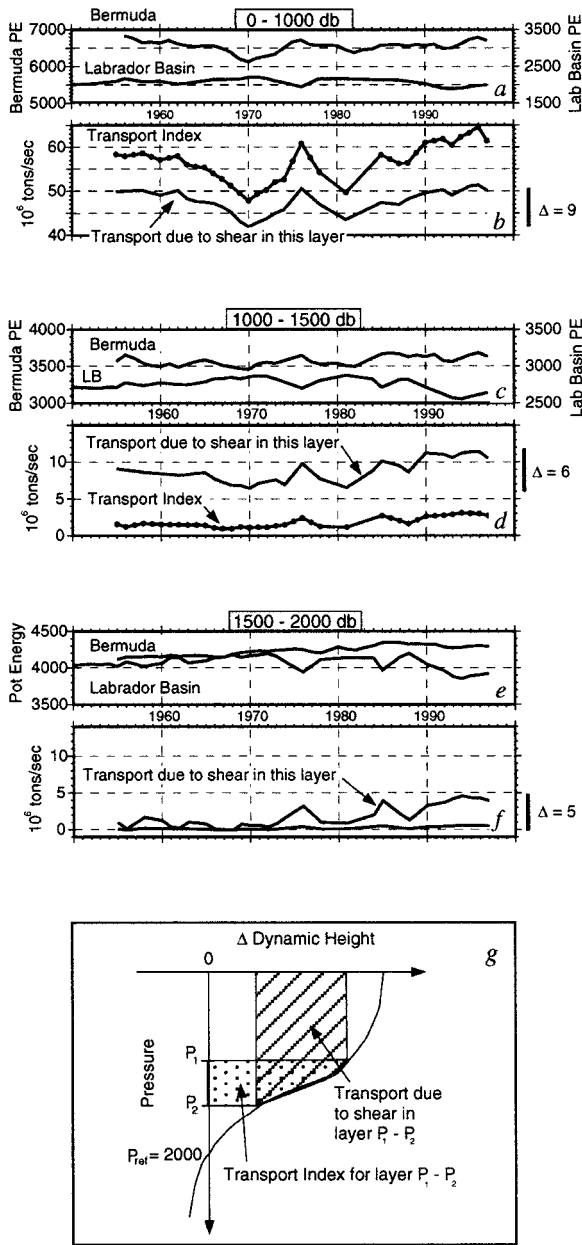 0 - 1000 db
Bermuda
Bermuda PE
7000
6000
5000
Labrador Basin
a
3500
2500
1500
Lab Basin PE
1960
1970
1980
1990
10⁶ tons/sec
60
50
40
Transport Index
Transport due to shear in this layer
b
Δ = 9
1000 - 1500 db
Bermuda PE
4000
3500
3000
Bermuda
LB
c
3500
3000
2500
Lab Basin PE
1960
1970
1980
1990
10⁶ tons/sec
10
5
0
Transport due to shear in this layer
Transport Index
d
Δ = 6
1500 - 2000 db
Pot Energy
4500
4000
3500
Bermuda
Labrador Basin
e
1960
1970
1980
1990
10⁶ tons/sec
10
5
0
Transport due to shear in this layer
f
Δ = 5
Δ Dynamic Height
g
0
Pressure
P₁
P₂
Pref = 2000
Transport due
to shear in
layer P₁ - P₂
Transport Index for layer P₁ - P₂